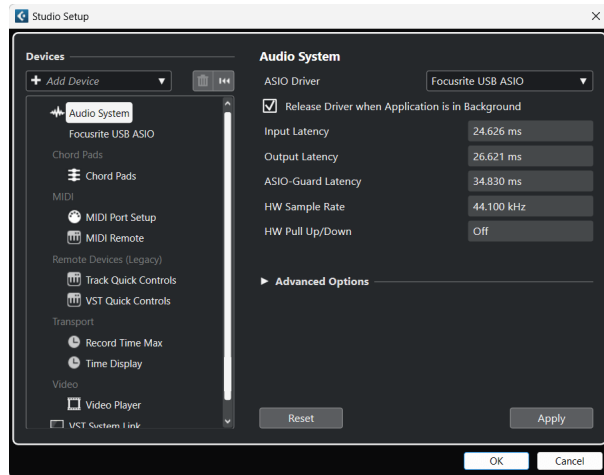 Studio Setup
Devices
Add Device
Audio System
Focusrite USB ASIO
Chord Pads
Chord Pads
MIDI
MIDI Port Setup
MIDI Remote
Remote Devices (Legacy)
Track Quick Controls
VST Quick Controls
Transport
Record Time Max
Time Display
Video
Video Player
VST System Link
Audio System
ASIO Driver Focusrite USB ASIO
Release Driver when Application is in Background
Input Latency 24.626 ms
Output Latency 26.621 ms
ASIO-Guard Latency 34.830 ms
HW Sample Rate 44.100 kHz
HW Pull Up/Down Off
Advanced Options
Reset Apply
OK Cancel